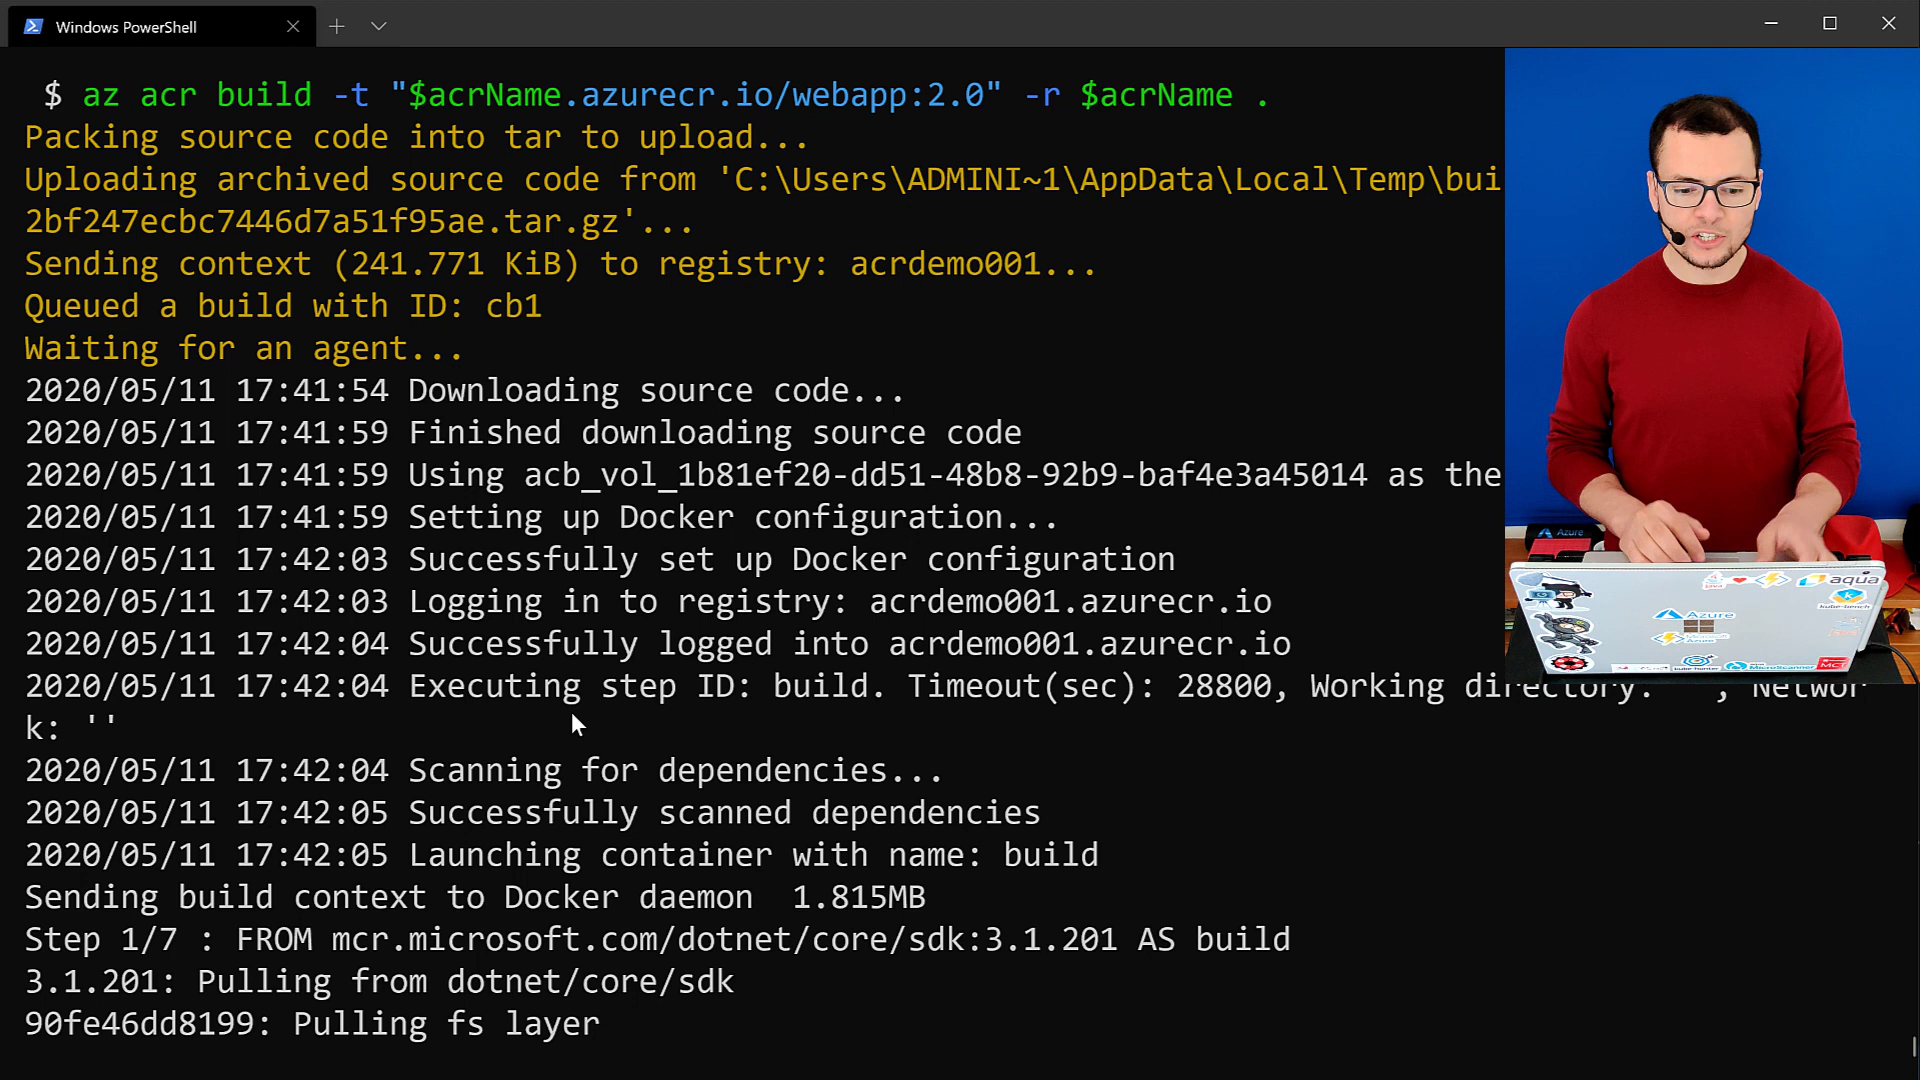 Windows PowerShell
$ az acr build -t "$acrName.azurecr.io/webapp:2.0" -r $acrName .
Packing source code into tar to upload...
Uploading archived source code from 'C:\Users\ADMINI~1\AppData\Local\Temp\bui
2bf247ecbc7446d7a51f95ae.tar.gz'...
Sending context (241.771 KiB) to registry: acrdemo001...
Queued a build with ID: cb1
Waiting for an agent...
2020/05/11 17:41:54 Downloading source code...
2020/05/11 17:41:59 Finished downloading source code
2020/05/11 17:41:59 Using acb_vol_1b81ef20-dd51-48b8-92b9-baf4e3a45014 as the
2020/05/11 17:41:59 Setting up Docker configuration...
2020/05/11 17:42:03 Successfully set up Docker configuration
2020/05/11 17:42:03 Logging in to registry: acrdemo001.azurecr.io
2020/05/11 17:42:04 Successfully logged into acrdemo001.azurecr.io
2020/05/11 17:42:04 Executing step ID: build. Timeout(sec): 28800, Working directory: '', Networ
k: ''
2020/05/11 17:42:04 Scanning for dependencies...
2020/05/11 17:42:05 Successfully scanned dependencies
2020/05/11 17:42:05 Launching container with name: build
Sending build context to Docker daemon 1.815MB
Step 1/7 : FROM mcr.microsoft.com/dotnet/core/sdk:3.1.201 AS build
3.1.201: Pulling from dotnet/core/sdk
90fe46dd8199: Pulling fs layer
Azure
aqua
kube-bench
Azure
Microsoft
Azure
kube-hunter
MicroScanner
MCT